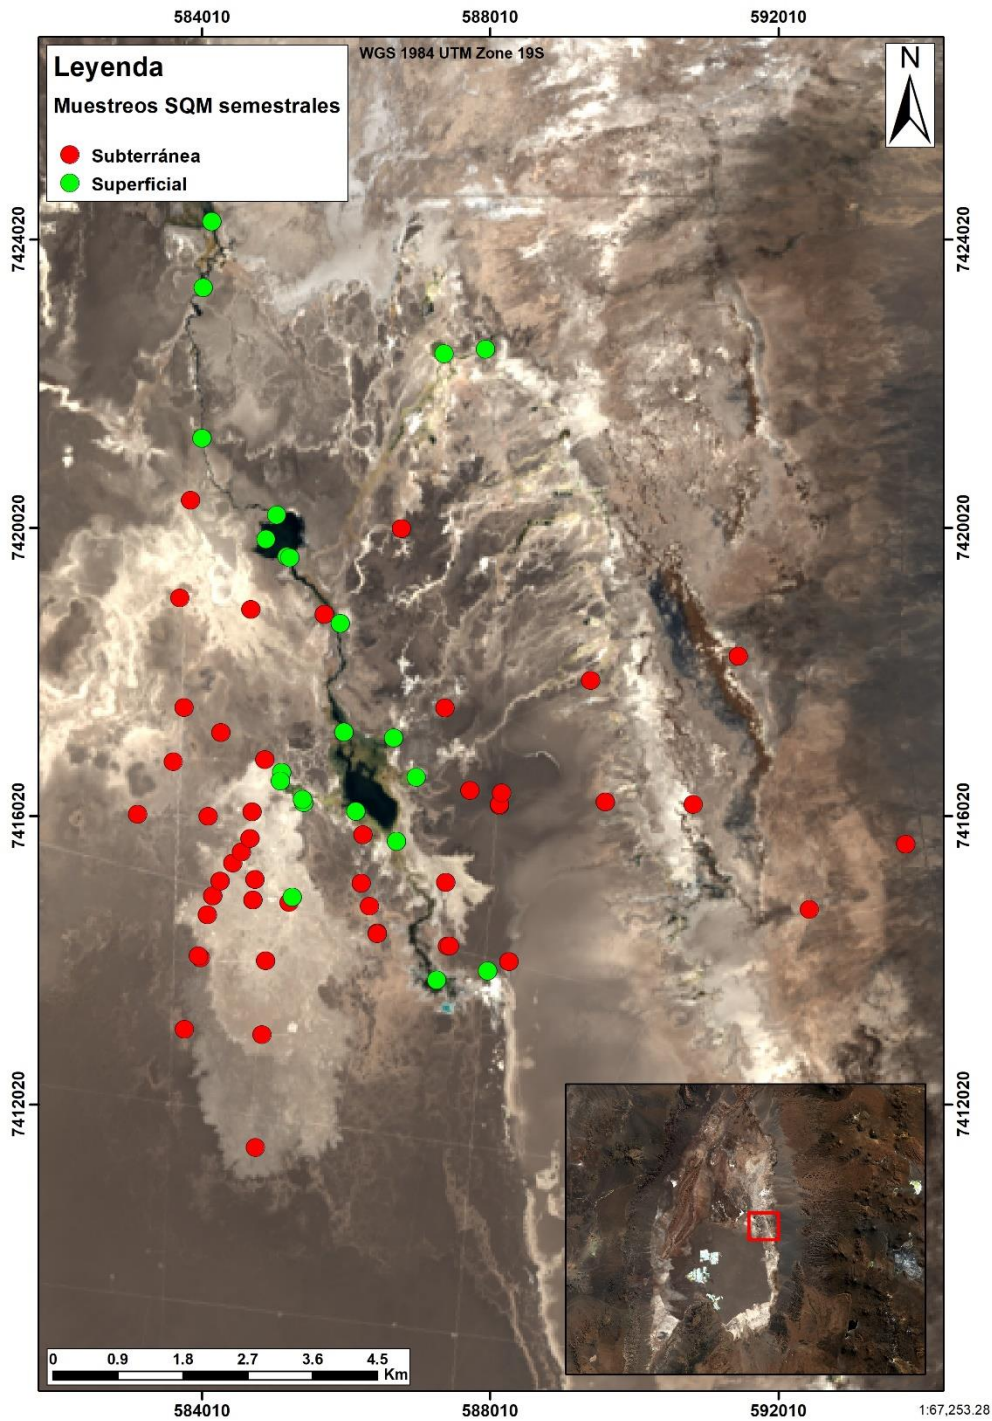 584010 588010 592010
WGS 1984 UTM Zone 19S
Leyenda
Muestreos SQM semestrales
Subterránea
Superficial
N
7424020 7424020
7420020 7420020
7416020 7416020
7412020 7412020
0 0.9 1.8 2.7 3.6 4.5
Km
584010 588010 592010
1:67,253.28